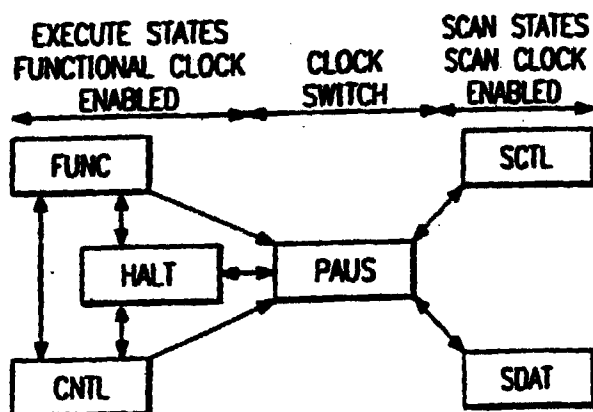 EXECUTE STATES
FUNCTIONAL CLOCK
ENABLED
CLOCK
SWITCH
SCAN STATES
SCAN CLOCK
ENABLED
FUNC
SCTL
HALT
PAUS
CNTL
SDAT